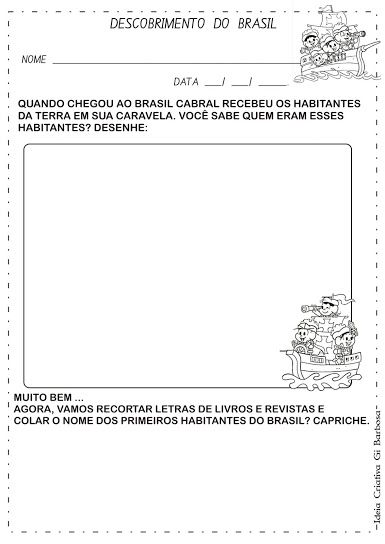 DESCOBRIMENTO DO BRASIL
NOME
DATA ___/ ___/ _____
QUANDO CHEGOU AO BRASIL CABRAL RECEBEU OS HABITANTES
DA TERRA EM SUA CARAVELA. VOCÊ SABE QUEM ERAM ESSES
HABITANTES? DESENHE:
MUITO BEM ...
AGORA, VAMOS RECORTAR LETRAS DE LIVROS E REVISTAS E
COLAR O NOME DOS PRIMEIROS HABITANTES DO BRASIL? CAPRICHE.
Ideia Criativa Gi Barbosa